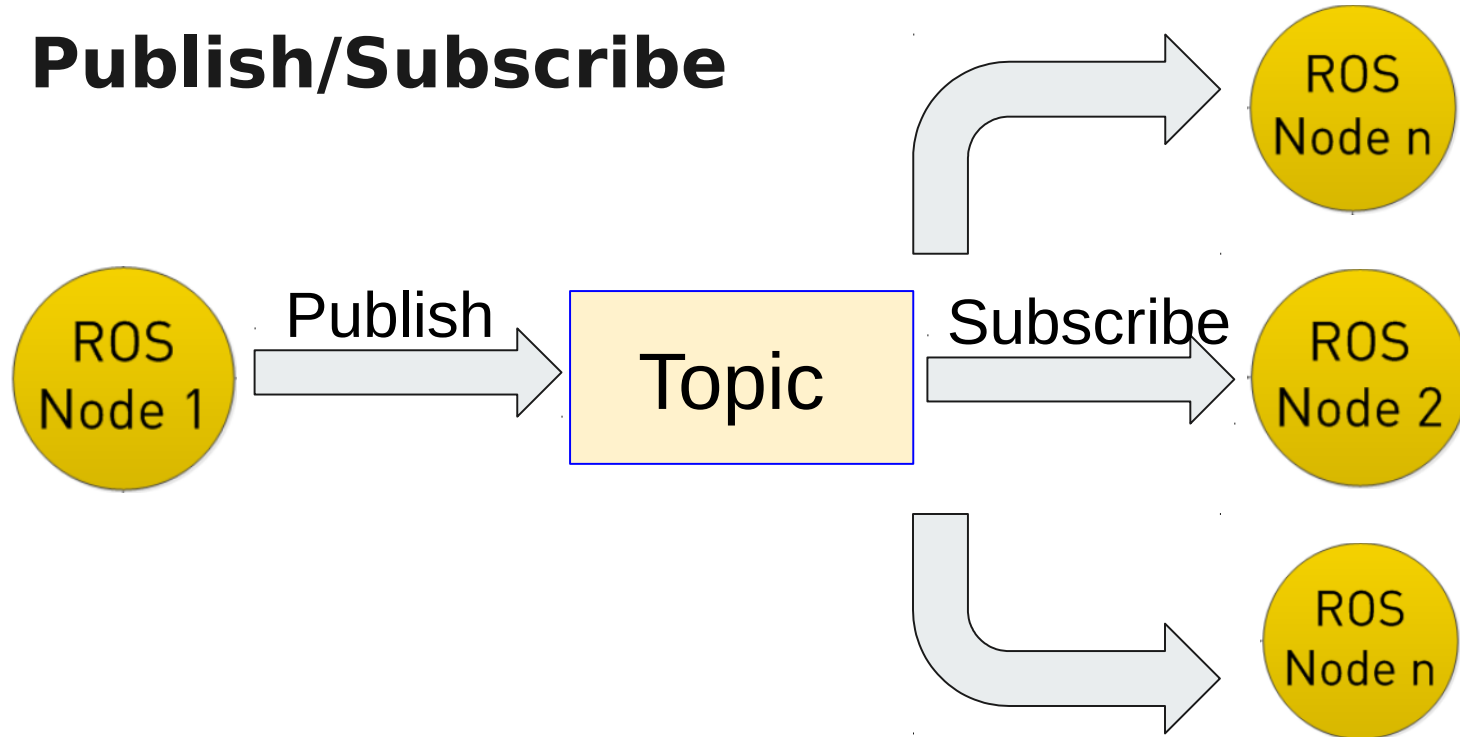 Publish/Subscribe
ROS
Node n
ROS
Node 1
Publish
Topic
Subscribe
ROS
Node 2
ROS
Node n